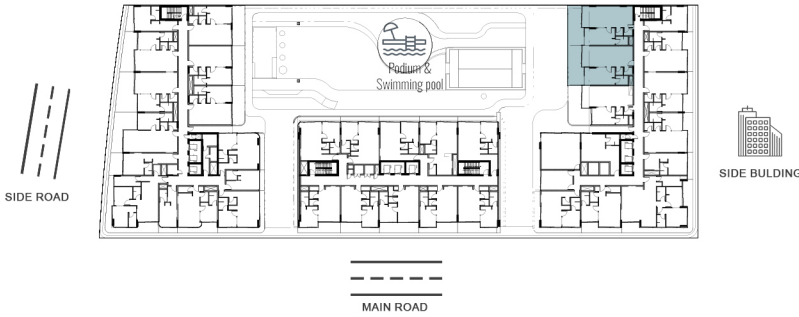 Podium &
Swimming pool
SIDE ROAD
SIDE BULDING
MAIN ROAD